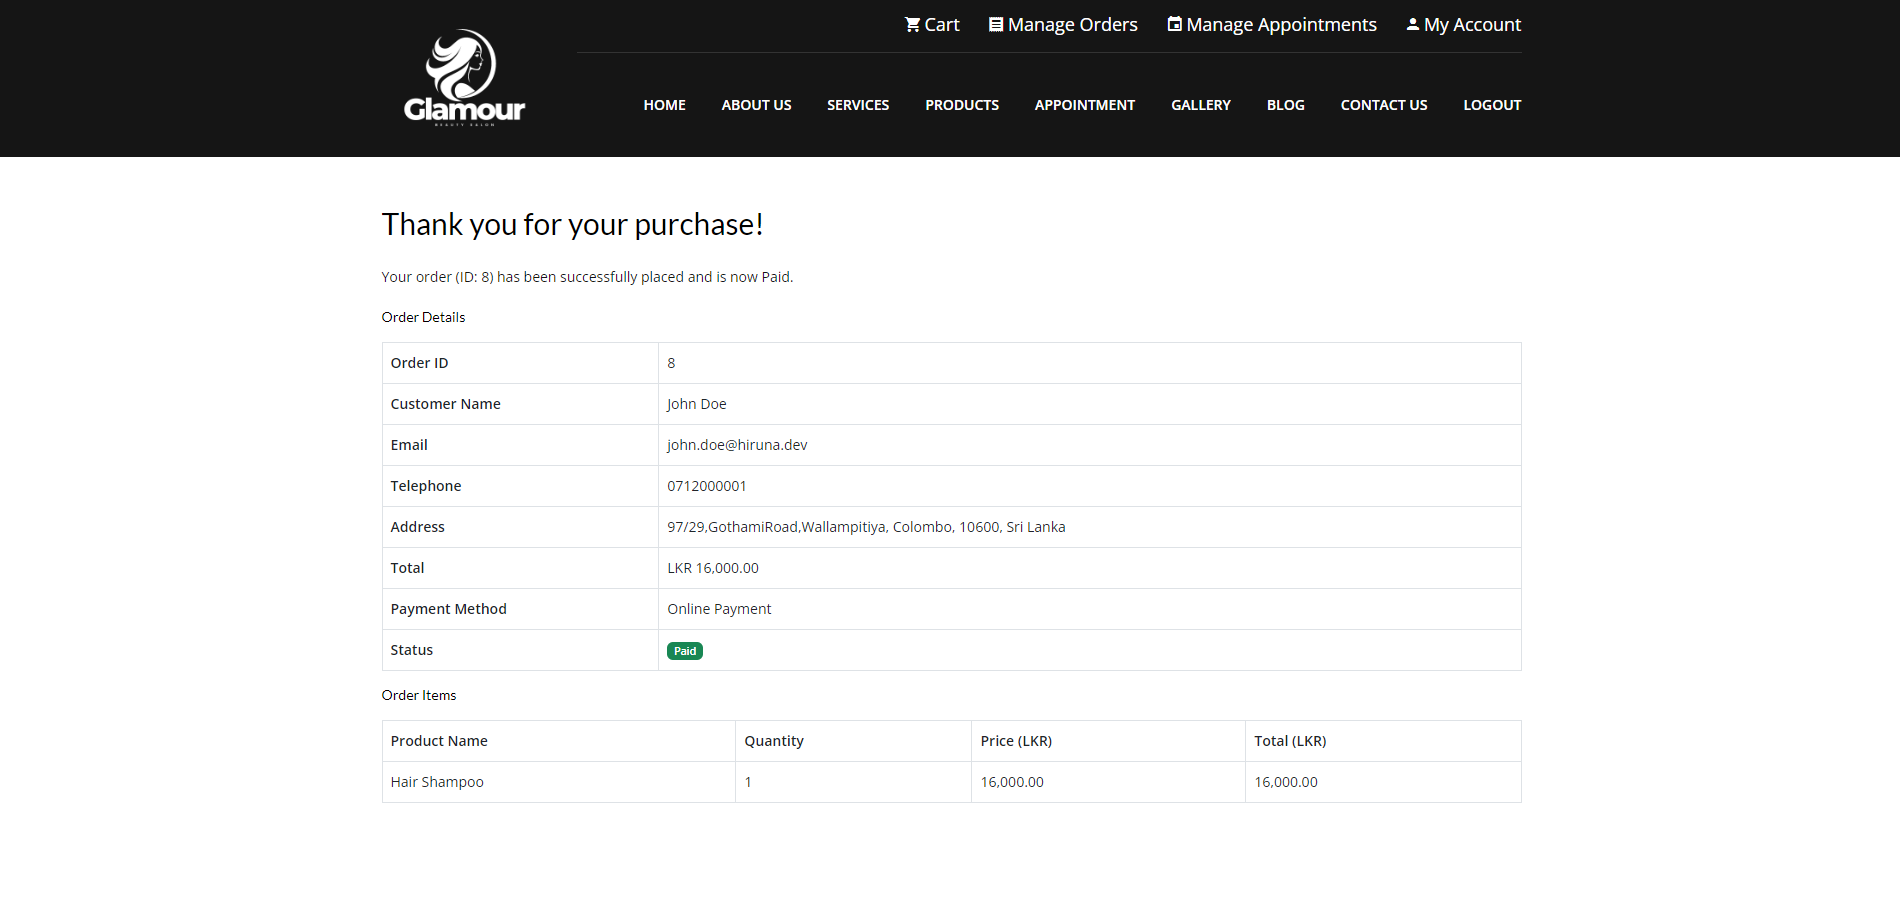 Cart Manage Orders Manage Appointments My Account
Glamour
BEAUTY SALON
HOME ABOUT US SERVICES PRODUCTS APPOINTMENT GALLERY BLOG CONTACT US LOGOUT
Thank you for your purchase!
Your order (ID: 8) has been successfully placed and is now Paid.
Order Details
Order ID 8
Customer Name John Doe
Email john.doe@hiruna.dev
Telephone 0712000001
Address 97/29,GothamiRoad,Wallampitiya, Colombo, 10600, Sri Lanka
Total LKR 16,000.00
Payment Method Online Payment
Status Paid
Order Items
Product Name Quantity Price (LKR) Total (LKR)
Hair Shampoo 1 16,000.00 16,000.00